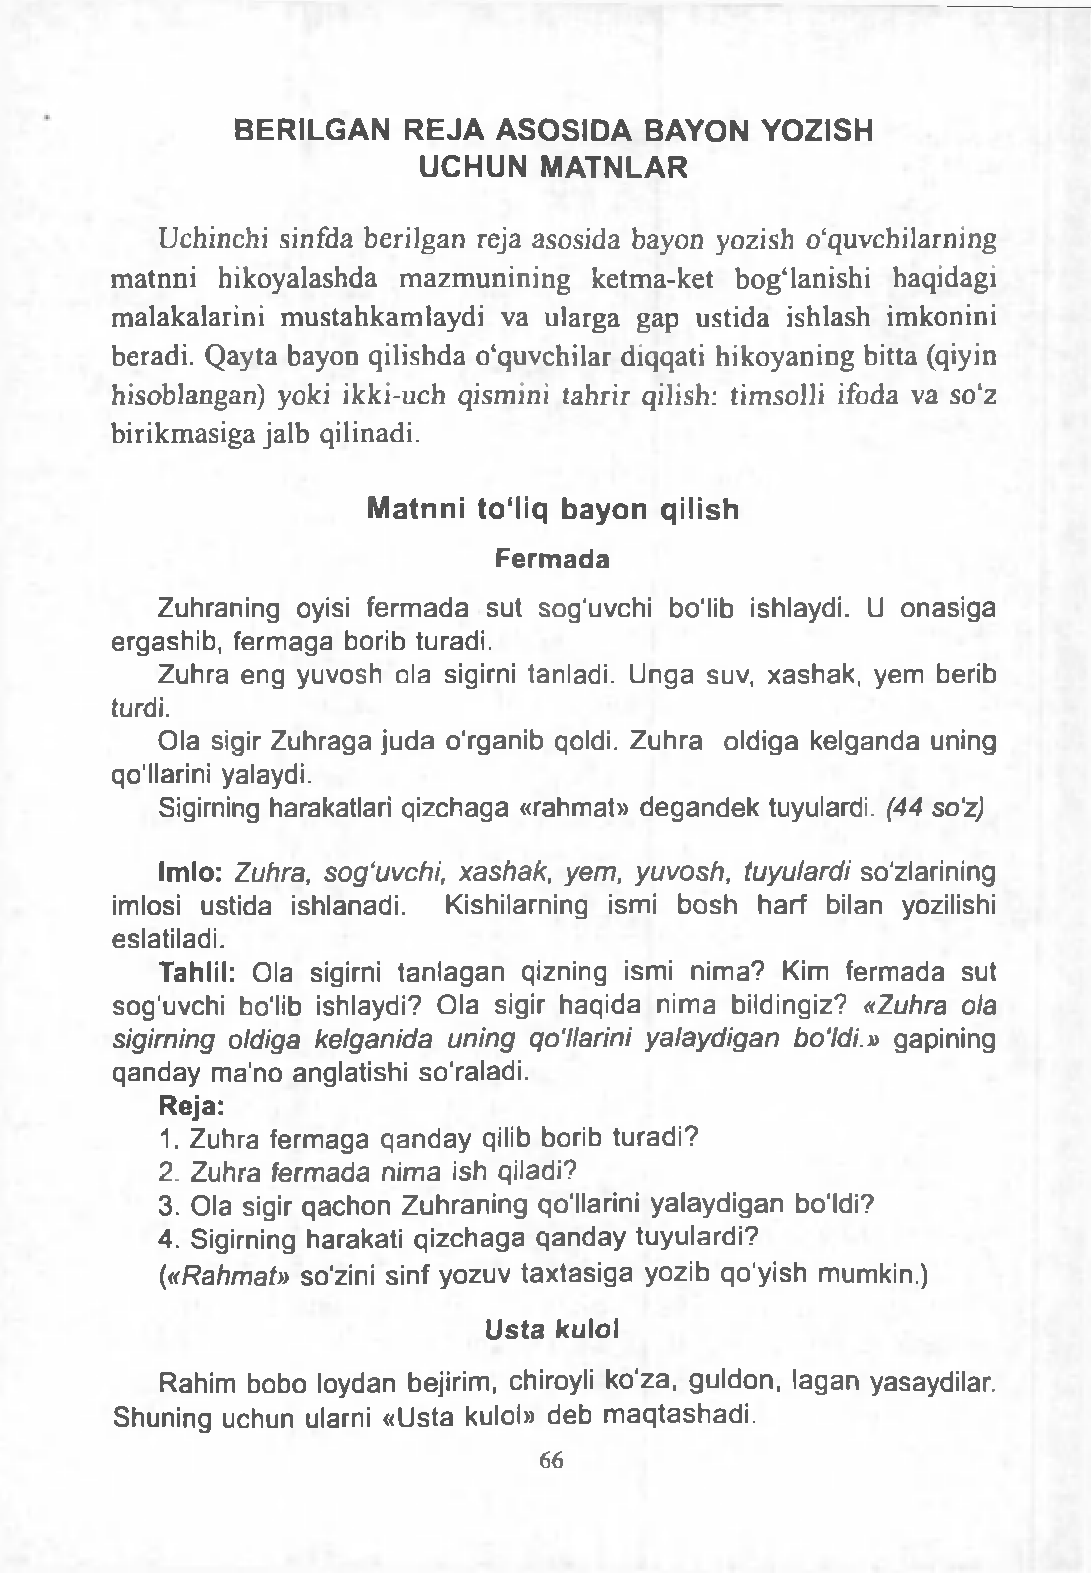 BERILGAN REJA ASOSIDA BAYON YOZISH
UCHUN MATNLAR
Uchinchi sinfda berilgan reja asosida bayon yozish o‘quvchilarning
matnni hikoyalashda mazmunining ketma-ket bog‘lanishi haqidagi
malakalarini mustahkamlaydi va ularga gap ustida ishlash imkonini
beradi. Qayta bayon qilishda o‘quvchilar diqqati hikoyaning bitta (qiyin
hisoblangan) yoki ikki-uch qismini tahrir qilish: timsolli ifoda va so‘z
birikmasiga jalb qilinadi.
Matnni to‘liq bayon qilish
Fermada
Zuhraning oyisi fermada sut sog'uvchi bo'lib ishlaydi. U onasiga
ergashib, fermaga borib turadi.
Zuhra eng yuvosh ola sigirni tanladi. Unga suv, xashak, yem berib
turdi.
Ola sigir Zuhraga juda o'rganib qoldi. Zuhra oldiga kelganda uning
qo'llarini yalaydi.
Sigirning harakatlari qizchaga «rahmat» degandek tuyulardi. (44 so'z)
Imlo: Zuhra, sog‘uvchi, xashak, yem, yuvosh, tuyulardi so'zlarining
imlosi ustida ishlanadi. Kishilarning ismi bosh harf bilan yozilishi
eslatiladi.
Tahlil: Ola sigirni tanlagan qizning ismi nima? Kim fermada sut
sog'uvchi bo'lib ishlaydi? Ola sigir haqida nima bildingiz? «Zuhra ola
sigirning oldiga kelganida uning qo'llarini yalaydigan bo'ldi.» gapining
qanday ma'no anglatishi so'raladi.
Reja:
1. Zuhra fermaga qanday qilib borib turadi?
2. Zuhra fermada nima ish qiladi?
3. Ola sigir qachon Zuhraning qo'llarini yalaydigan bo'ldi?
4. Sigirning harakati qizchaga qanday tuyulardi?
(«Rahmat» so'zini sinf yozuv taxtasiga yozib qo'yish mumkin.)
Usta kulol
Rahim bobo loydan bejirim, chiroyli ko'za, guldon, lagan yasaydilar.
Shuning uchun ularni «Usta kulol» deb maqtashadi.
66